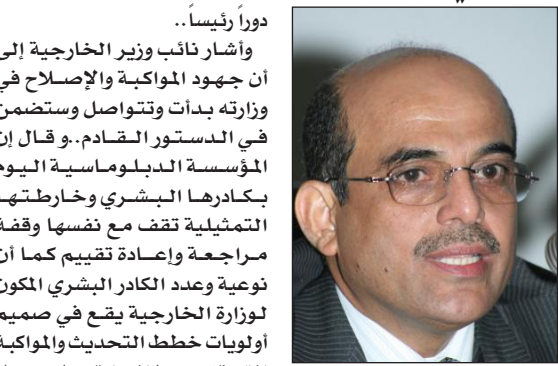 دوراً رئيساً..
وأشار نائب وزير الخارجية إلى
أن جهود المواكبة والإصلاح في
وزارته بدأت وتتواصل وستضمن
في الدستور القادم..و قال إن
المؤسسة الدبلوماسية اليوم
بكادرها البشري وخارطتها
التمثيلية تقف مع نفسها وقفة
مراجعة وإعادة تقييم كما أن
نوعية وعدد الكادر البشري المكون
لوزارة الخارجية يقع في صميم
أولويات خطط التحديث والمواكبة